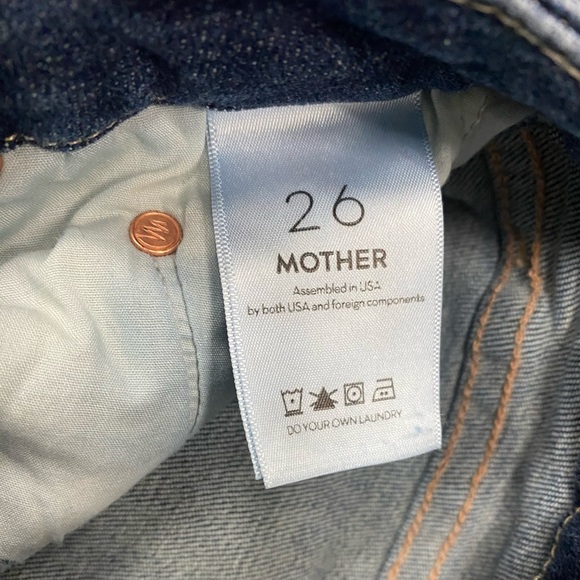 26
MOTHER
Assembled in USA
by both USA and foreign components
DO YOUR OWN LAUNDRY